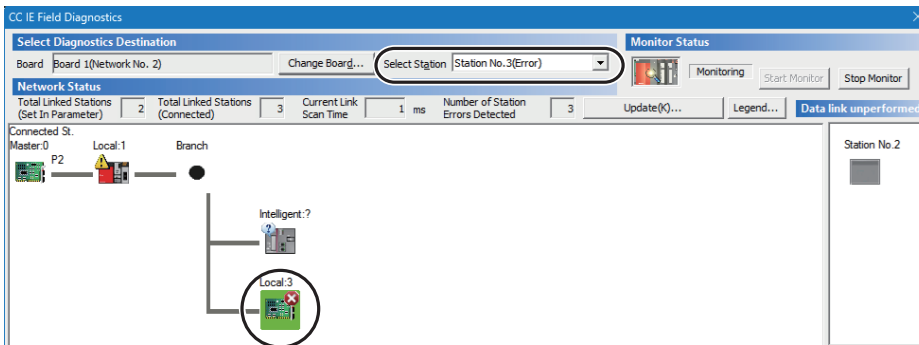 CC IE Field Diagnostics
Select Diagnostics Destination
Monitor Status
Board Board 1(Network No. 2) Change Board... Select Station Station No.3(Error)
Monitoring Start Monitor Stop Monitor
Network Status
Total Linked Stations (Set In Parameter) 2 Total Linked Stations (Connected) 3 Current Link Scan Time 1 ms Number of Station Errors Detected 3 Update(K)... Legend... Data link unperformed
Connected St.
Master:0 Local:1 Branch Station No.2
P2
Intelligent:?
?
Local:3